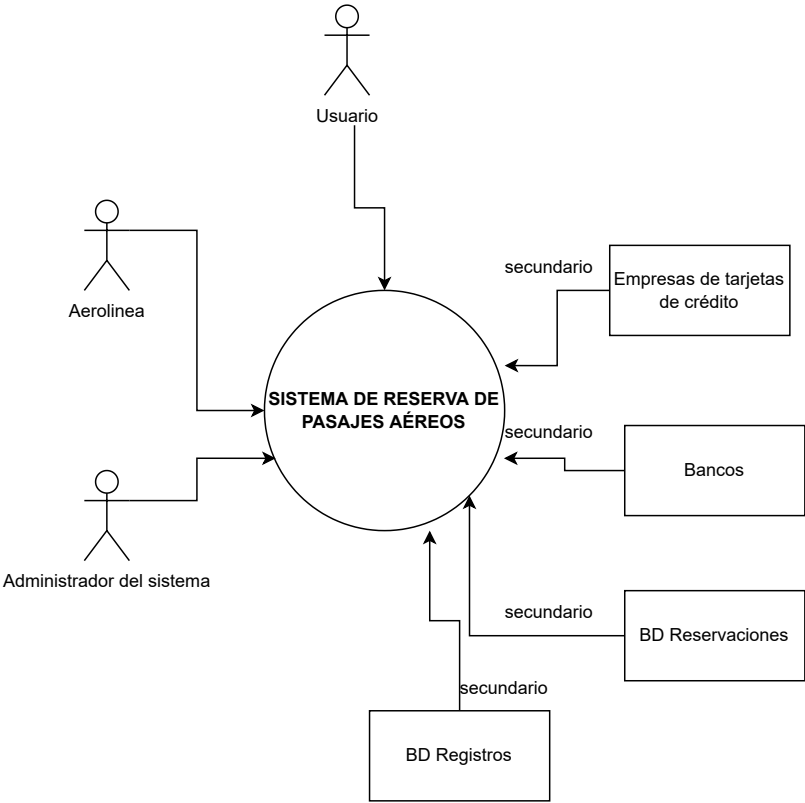 Usuario
Aerolinea
Administrador del sistema
SISTEMA DE RESERVA DE
PASAJES AÉREOS
secundario
Empresas de tarjetas
de crédito
secundario
Bancos
secundario
BD Reservaciones
secundario
BD Registros